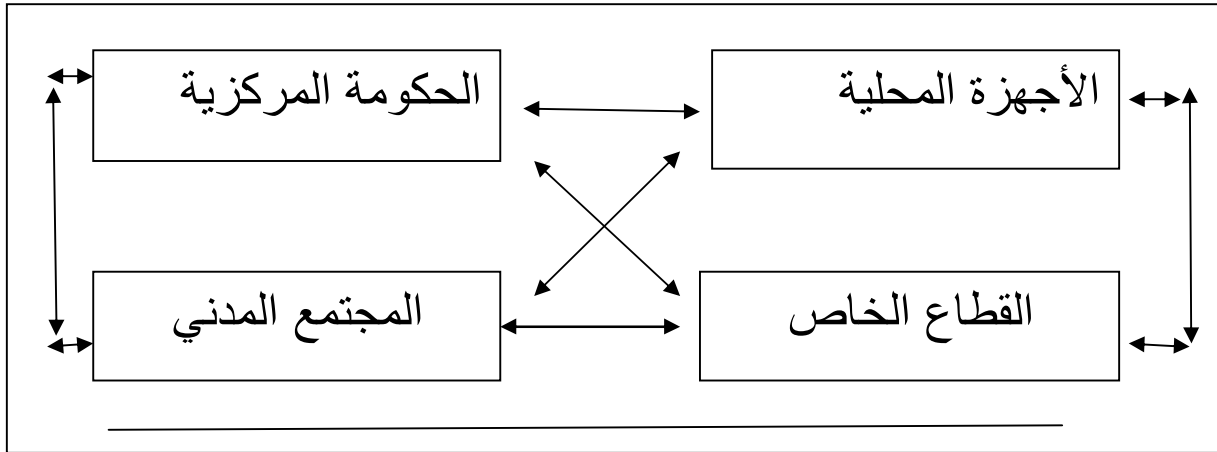 الأجهزة المحلية
الحكومة المركزية
القطاع الخاص
المجتمع المدني